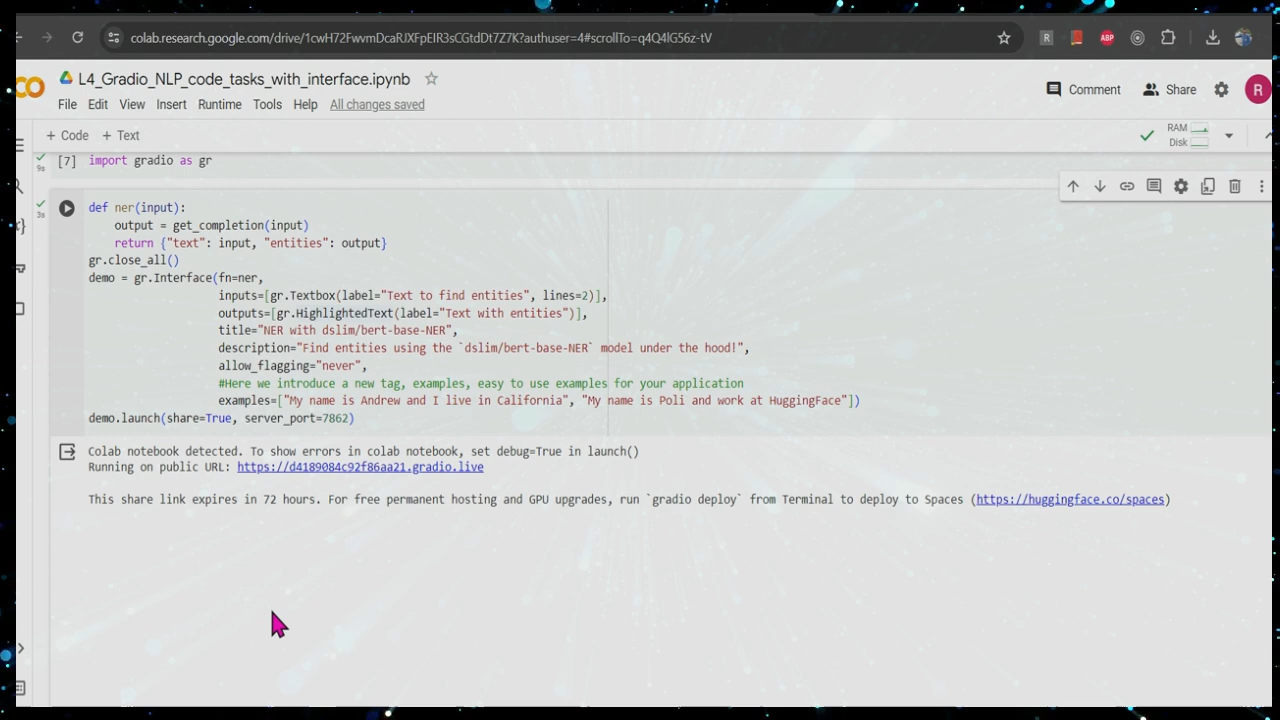 colab.research.google.com/drive/1cwH72FwvmDcaRJXFpEIR3sCGtdDt7Z7K?authuser=4#scrollTo=q4Q4lG56z-tV
R
ABP
CO
L4_Gradio_NLP_code_tasks_with_interface.ipynb
File Edit View Insert Runtime Tools Help All changes saved
Comment
Share
R
+ Code + Text
RAM
Disk
9s
[7] import gradio as gr
3s
def ner(input):
output = get_completion(input)
return {"text": input, "entities": output}
gr.close_all()
demo = gr.Interface(fn=ner,
inputs=[gr.Textbox(label="Text to find entities", lines=2)],
outputs=[gr.HighlightedText(label="Text with entities")],
title="NER with dslim/bert-base-NER",
description="Find entities using the `dslim/bert-base-NER` model under the hood!",
allow_flagging="never",
#Here we introduce a new tag, examples, easy to use examples for your application
examples=["My name is Andrew and I live in California", "My name is Poli and work at HuggingFace"])
demo.launch(share=True, server_port=7862)
Colab notebook detected. To show errors in colab notebook, set debug=True in launch()
Running on public URL: https://d4189084c92f86aa21.gradio.live
This share link expires in 72 hours. For free permanent hosting and GPU upgrades, run `gradio deploy` from Terminal to deploy to Spaces (https://huggingface.co/spaces)